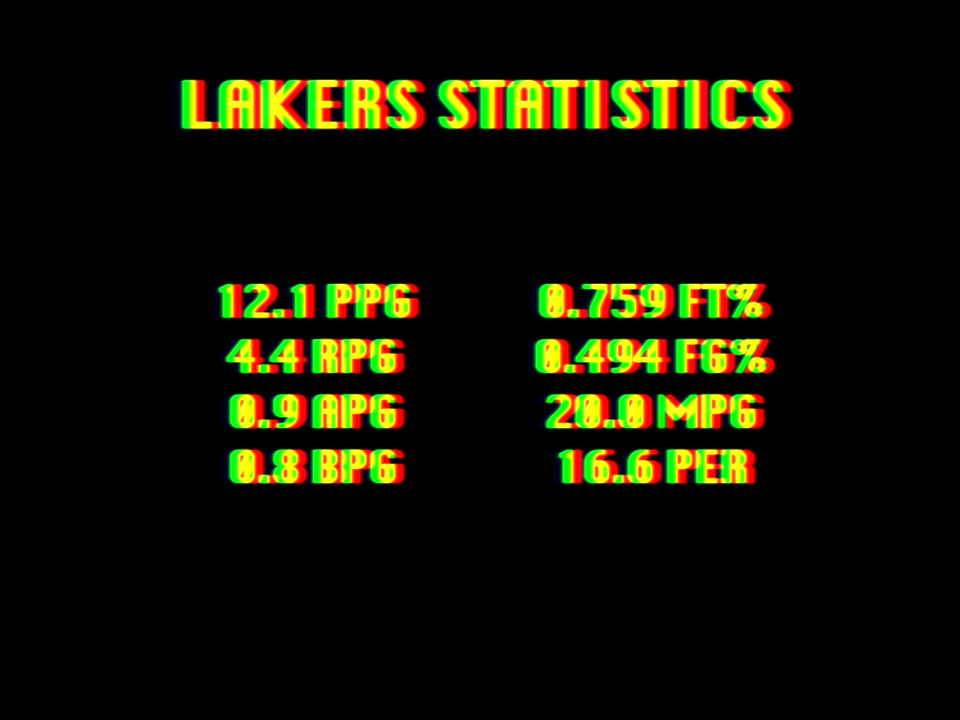 LAKERS STATISTICS
12.1 PPG
4.4 RPG
0.9 APG
0.8 BPG
0.759 FT%
0.494 FG%
20.0 MPG
16.6 PER